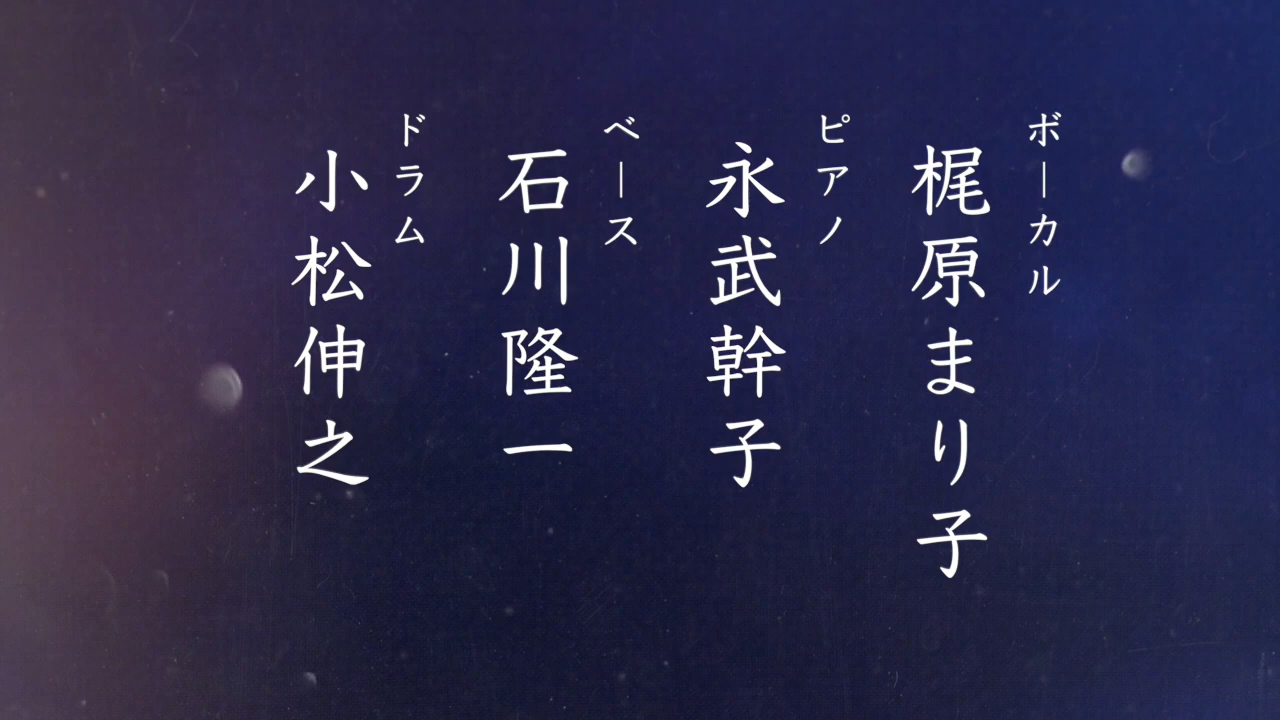 ボーカル
梶原まり子
ピアノ
永武幹子
ベース
石川隆一
ドラム
小松伸之